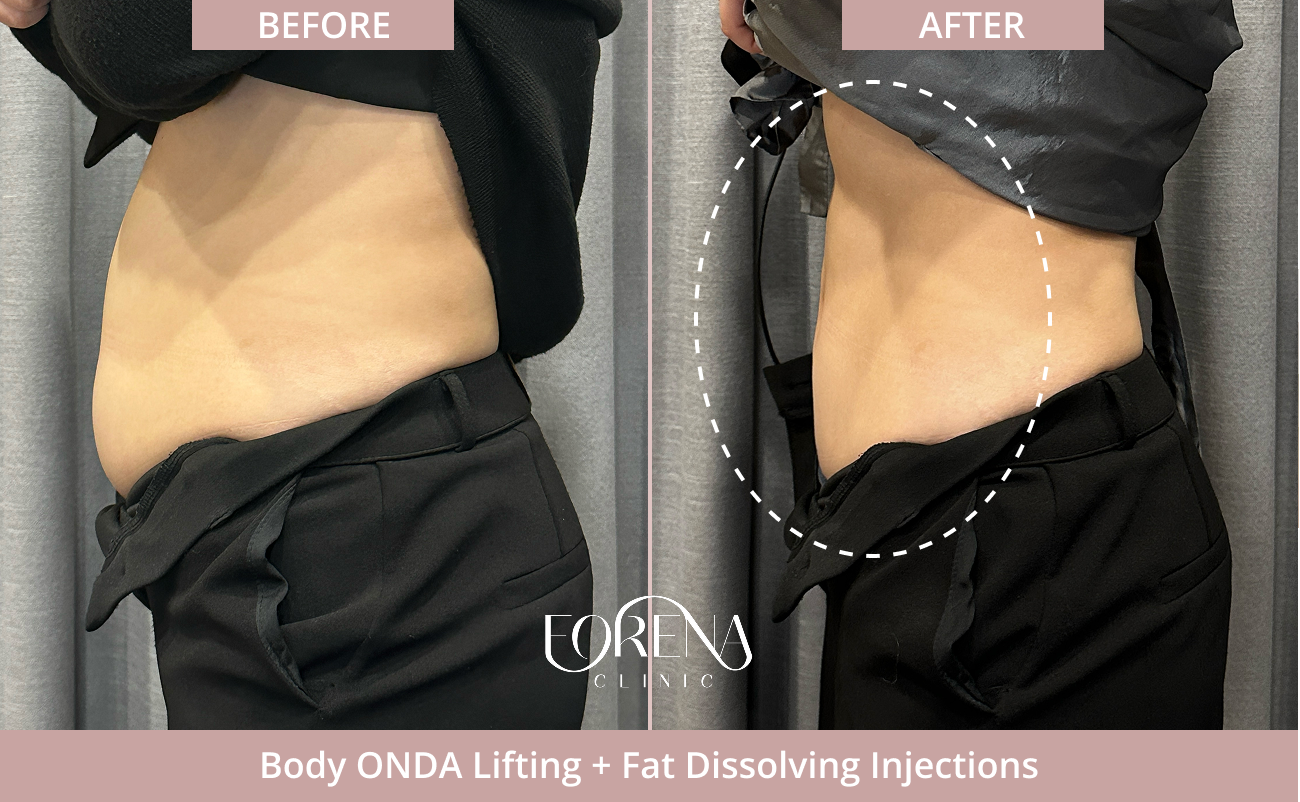 BEFORE
AFTER
EORENA
CLINIC
Body ONDA Lifting + Fat Dissolving Injections